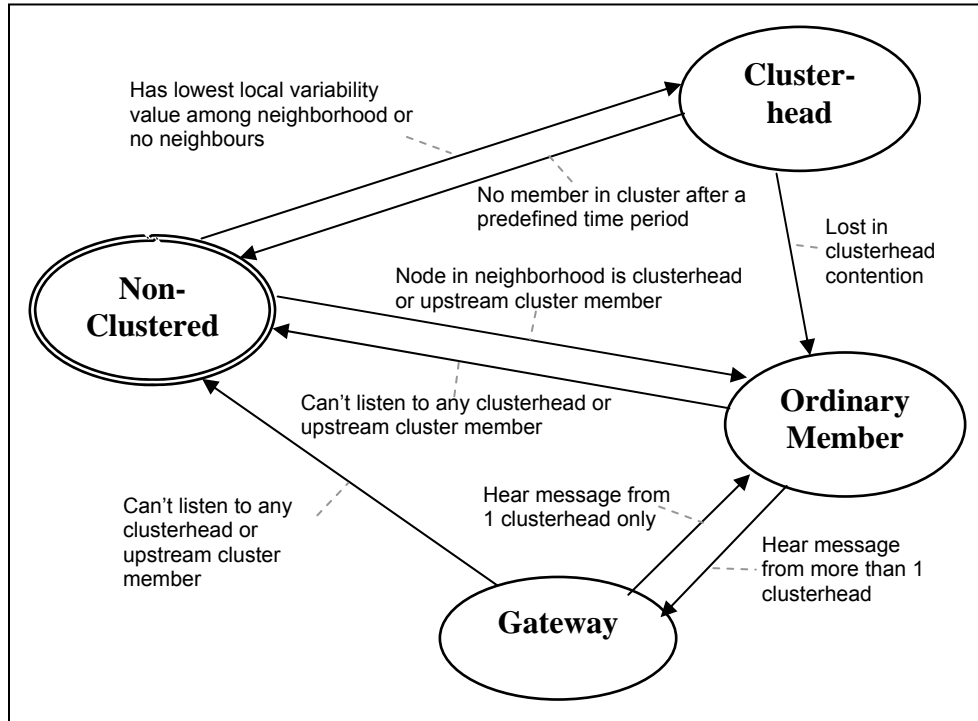 Cluster-
head
Has lowest local variability
value among neighborhood or
no neighbours
No member in cluster after a
predefined time period
Lost in
clusterhead
contention
Non-
Clustered
Node in neighborhood is clusterhead
or upstream cluster member
Can't listen to any clusterhead or
upstream cluster member
Ordinary
Member
Can't listen to any
clusterhead or
upstream cluster
member
Hear message from
1 clusterhead only
Hear message
from more than 1
clusterhead
Gateway